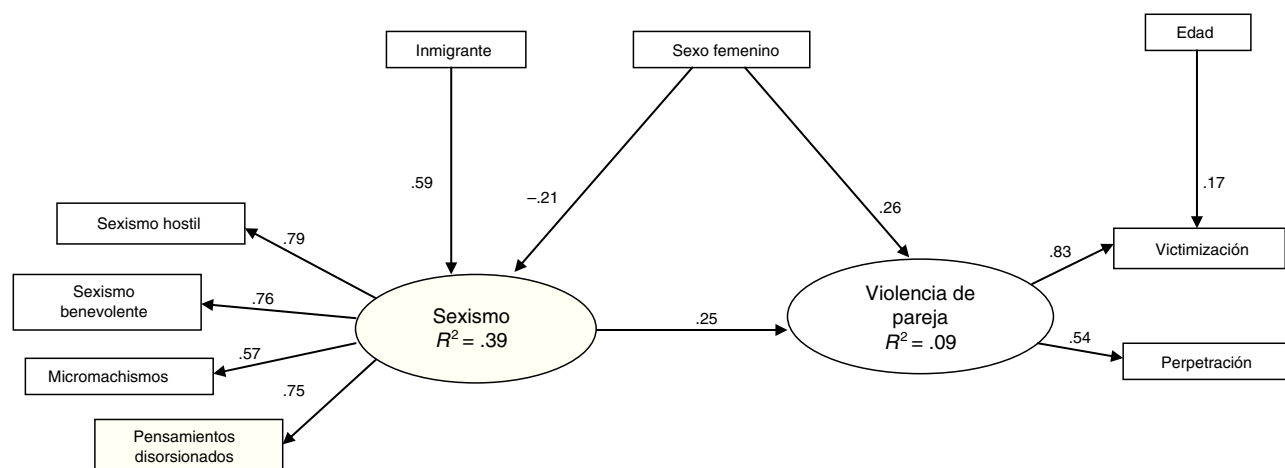 Inmigrante
Sexo femenino
Edad
.59
–.21
.26
.17
Sexismo hostil
.79
Sexismo
benevolente
.76
Micromachismos
.57
Pensamientos
disorsionados
.75
Sexismo
R² = .39
.25
Violencia de
pareja
R² = .09
.83
Victimización
.54
Perpetración